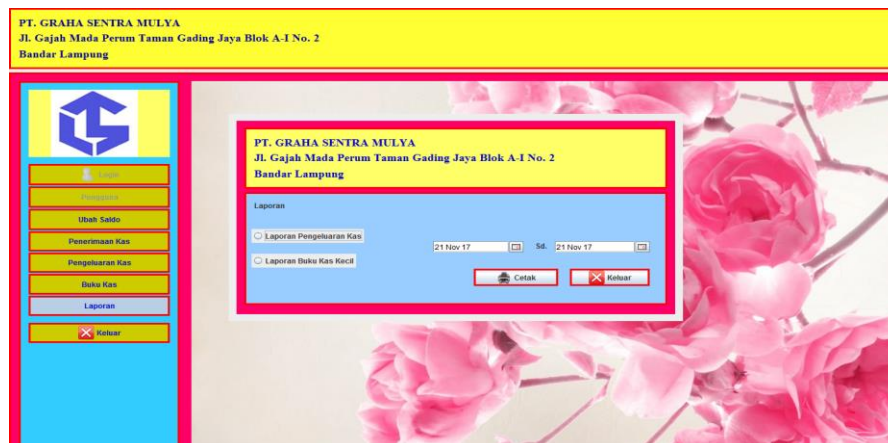 PT. GRAHA SENTRA MULYA
Jl. Gajah Mada Perum Taman Gading Jaya Blok A-I No. 2
Bandar Lampung
Login
Pengguna
Ubah Saldo
Penerimaan Kas
Pengeluaran Kas
Buku Kas
Laporan
Keluar
PT. GRAHA SENTRA MULYA
Jl. Gajah Mada Perum Taman Gading Jaya Blok A-I No. 2
Bandar Lampung
Laporan
Laporan Pengeluaran Kas
21 Nov 17 Sd. 21 Nov 17
Laporan Buku Kas Kecil
Cetak Keluar